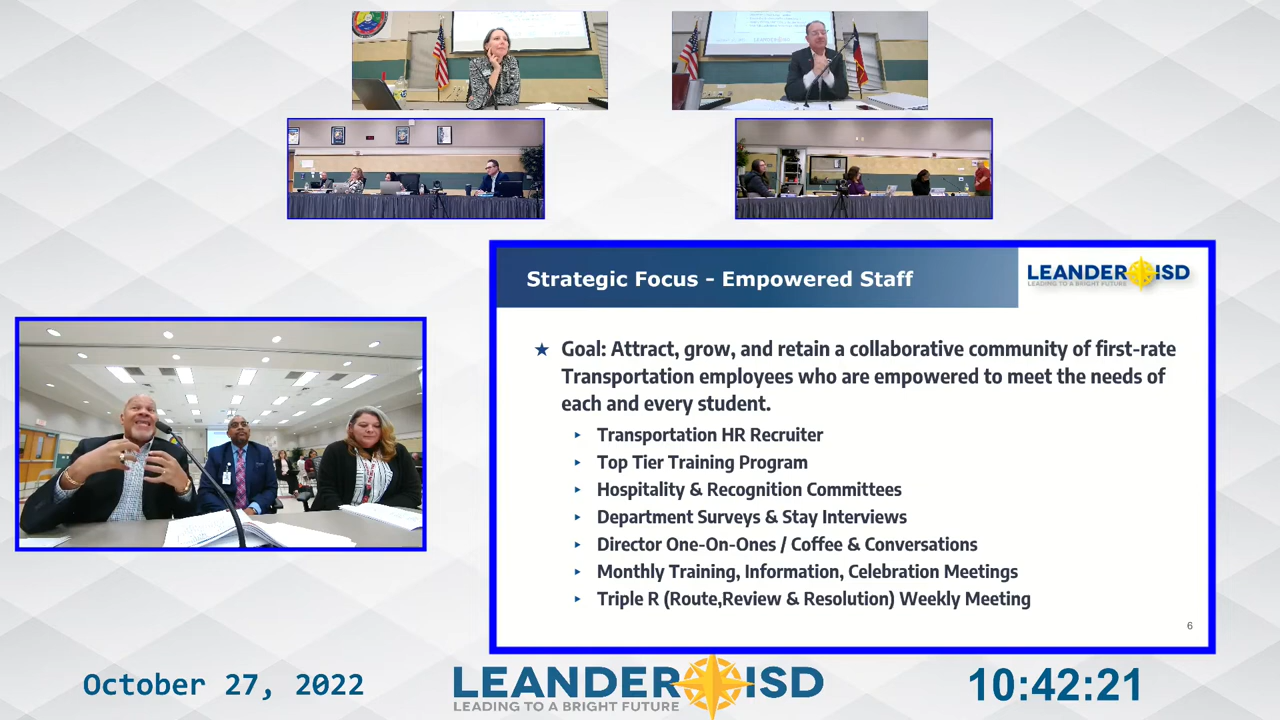 LEANDER ISD
Strategic Focus – Empowered Staff
LEANDER ISD
LEADING TO A BRIGHT FUTURE
★ Goal: Attract, grow, and retain a collaborative community of first-rate
Transportation employees who are empowered to meet the needs of
each and every student.
‣ Transportation HR Recruiter
‣ Top Tier Training Program
‣ Hospitality & Recognition Committees
‣ Department Surveys & Stay Interviews
‣ Director One-On-Ones / Coffee & Conversations
‣ Monthly Training, Information, Celebration Meetings
‣ Triple R (Route,Review & Resolution) Weekly Meeting
6
October 27, 2022
LEANDER ISD
LEADING TO A BRIGHT FUTURE
10:42:21